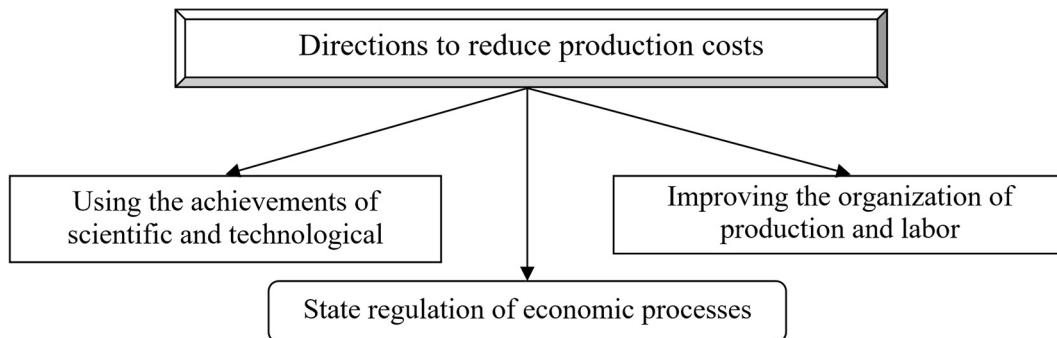 Directions to reduce production costs
Using the achievements of
scientific and technological
Improving the organization of
production and labor
State regulation of economic processes